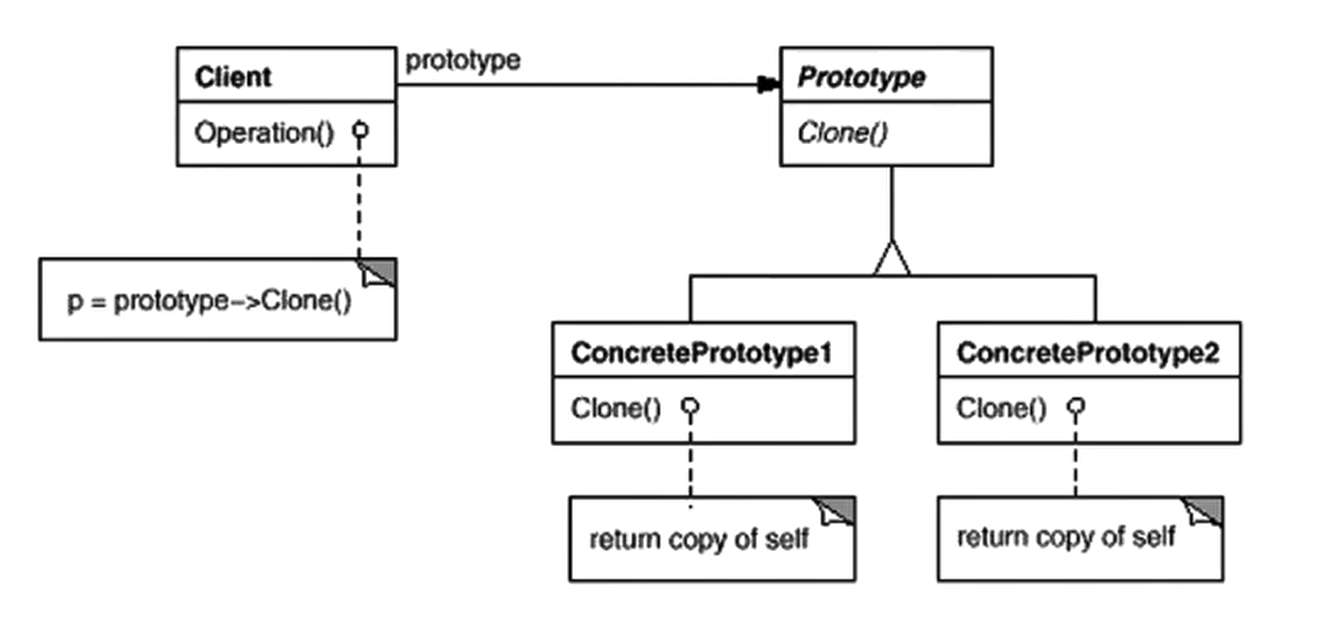 Client
prototype
Prototype
Operation()
Clone()
p = prototype->Clone()
ConcretePrototype1
ConcretePrototype2
Clone()
Clone()
return copy of self
return copy of self